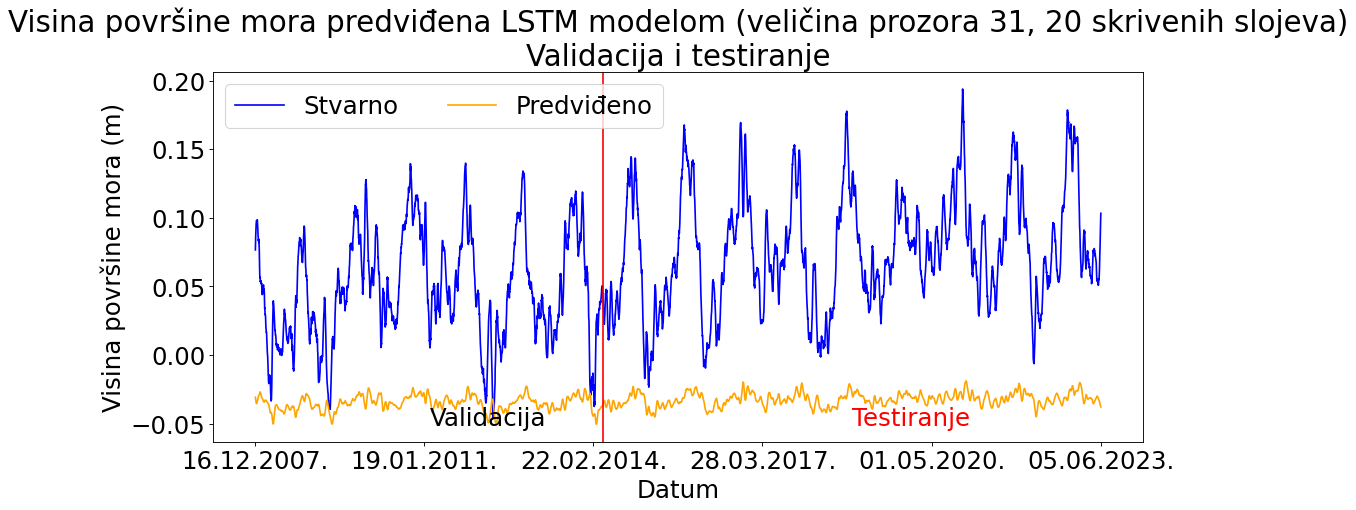 Visina površine mora predviđena LSTM modelom (veličina prozora 31, 20 skrivenih slojeva)
Validacija i testiranje
Stvarno
Predviđeno
Visina površine mora (m)
0.20
0.15
0.10
0.05
0.00
−0.05
Validacija
Testiranje
16.12.2007.
19.01.2011.
22.02.2014.
28.03.2017.
01.05.2020.
05.06.2023.
Datum